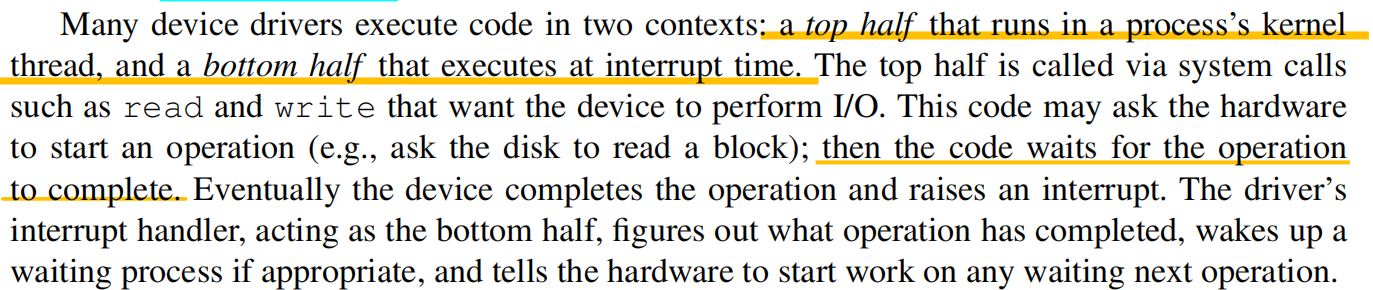 Many device drivers execute code in two contexts: a top half that runs in a process’s kernel
thread, and a bottom half that executes at interrupt time. The top half is called via system calls
such as read and write that want the device to perform I/O. This code may ask the hardware
to start an operation (e.g., ask the disk to read a block); then the code waits for the operation
to complete. Eventually the device completes the operation and raises an interrupt. The driver’s
interrupt handler, acting as the bottom half, figures out what operation has completed, wakes up a
waiting process if appropriate, and tells the hardware to start work on any waiting next operation.